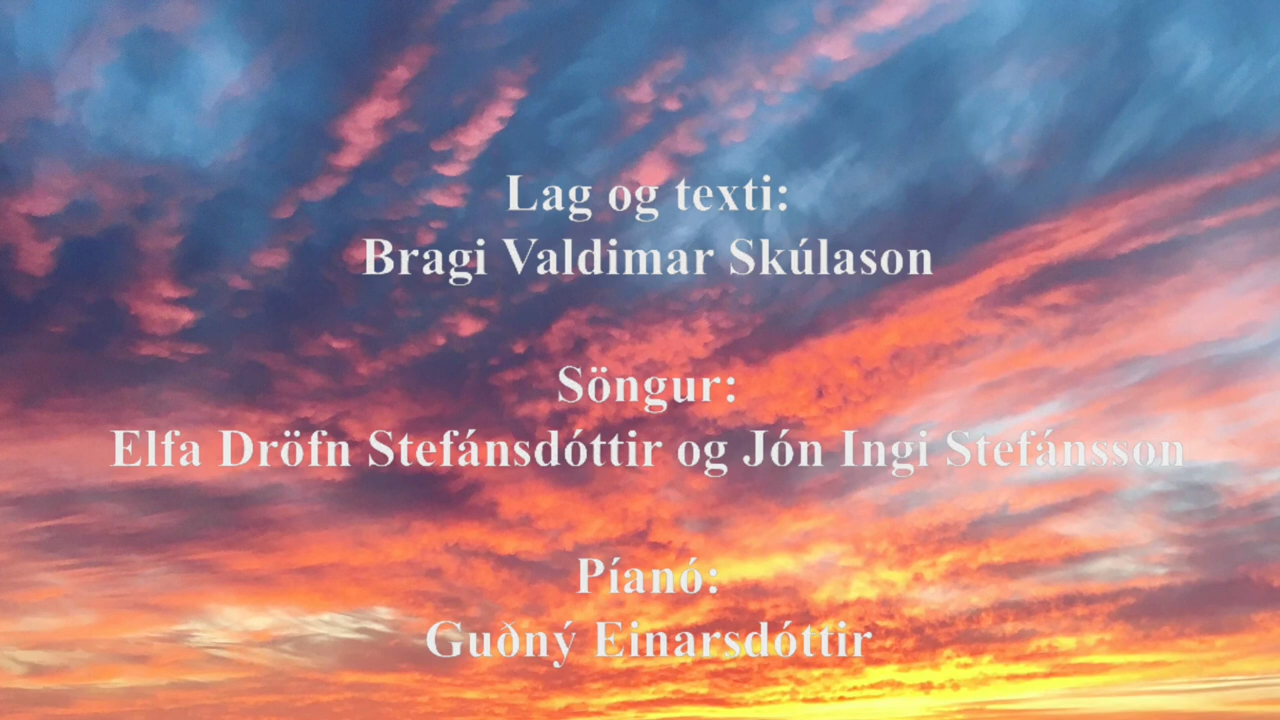 Lag og texti:
Bragi Valdimar Skúlason
Söngur:
Elfa Dröfn Stefánsdóttir og Jón Ingi Stefánsson
Píanó:
Guðný Einarsdóttir